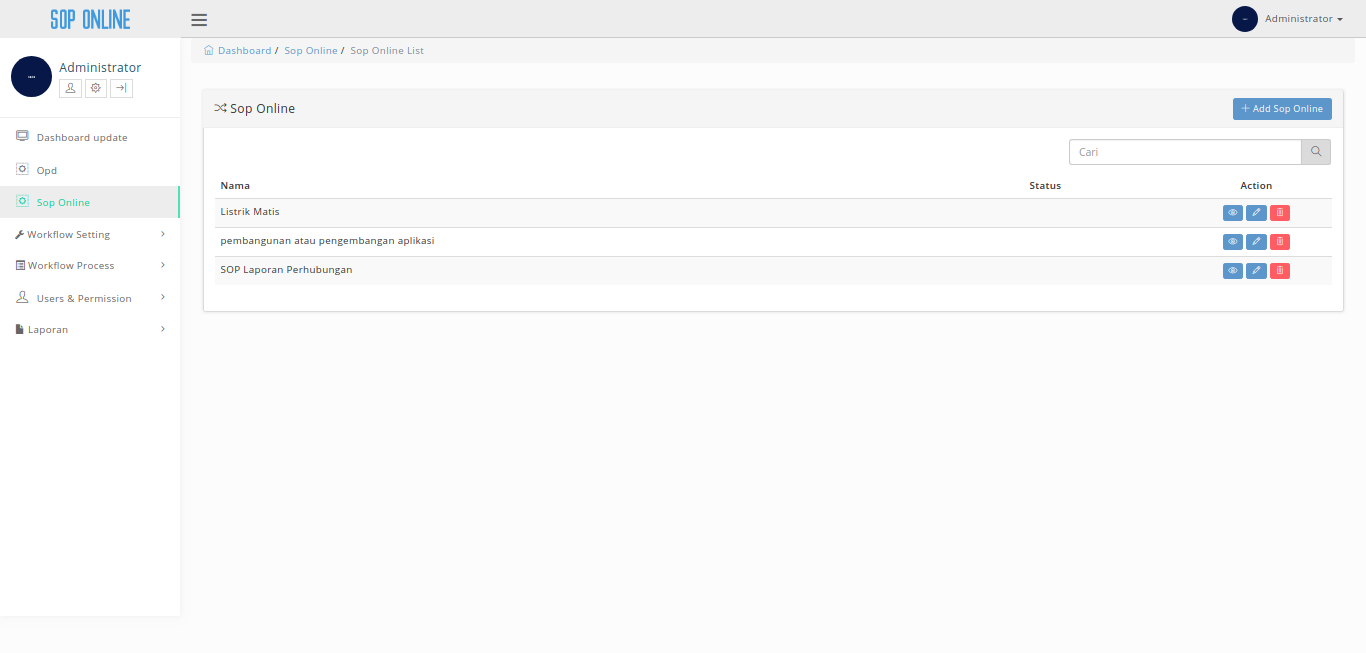 SOP ONLINE
Administrator
Dashboard / Sop Online / Sop Online List
Administrator
Dashboard update
Opd
Sop Online
Workflow Setting
Workflow Process
Users & Permission
Laporan
Sop Online
Add Sop Online
Cari
Nama Status Action
Listrik Matis
pembangunan atau pengembangan aplikasi
SOP Laporan Perhubungan